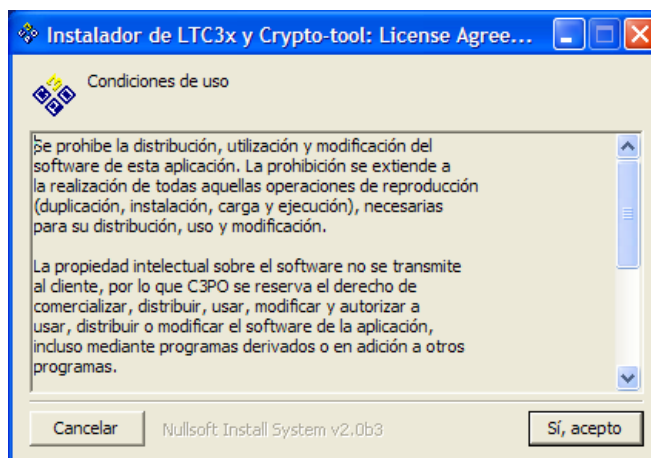 Instalador de LTC3x y Crypto-tool: License Agree...
Condiciones de uso
Se prohibe la distribución, utilización y modificación del
software de esta aplicación. La prohibición se extiende a
la realización de todas aquellas operaciones de reproducción
(duplicación, instalación, carga y ejecución), necesarias
para su distribución, uso y modificación.
La propiedad intelectual sobre el software no se transmite
al cliente, por lo que C3PO se reserva el derecho de
comercializar, distribuir, usar, modificar y autorizar a
usar, distribuir o modificar el software de la aplicación,
incluso mediante programas derivados o en adición a otros
programas.
Cancelar
Nullsoft Install System v2.0b3
Sí, acepto